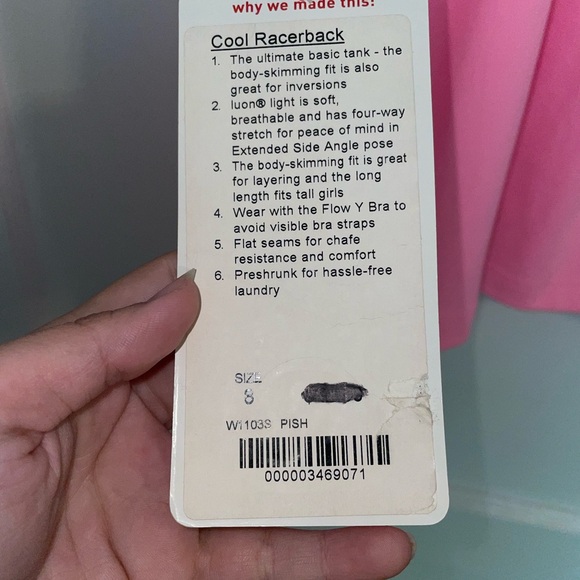 why we made this!
Cool Racerback
1. The ultimate basic tank - the
body-skimming fit is also
great for inversions
2. luon® light is soft,
breathable and has four-way
stretch for peace of mind in
Extended Side Angle pose
3. The body-skimming fit is great
for layering and the long
length fits tall girls
4. Wear with the Flow Y Bra to
avoid visible bra straps
5. Flat seams for chafe
resistance and comfort
6. Preshrunk for hassle-free
laundry
SIZE
8
W1103S PISH
000003469071